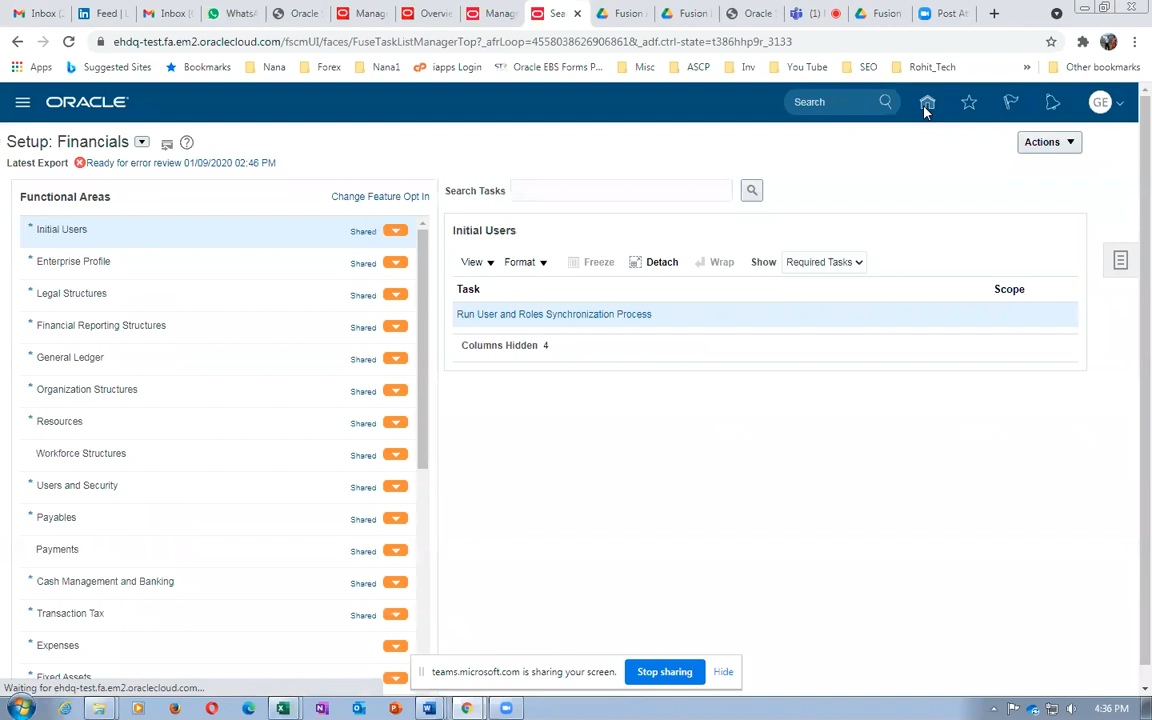 Inbox (
Feed | L
Inbox (
WhatsA
Oracle
Manage
Overvie
Manag
Sea
Fusion A
Fusion
Oracle S
(1)
Fusion
Post At
ehdq-test.fa.em2.oraclecloud.com/fscmUI/faces/FuseTaskListManagerTop?_afrLoop=4558038626906861&_adf.ctrl-state=t386hhp9r_3133
Apps
Suggested Sites
Bookmarks
Nana
Forex
Nana1
iapps Login
Oracle EBS Forms P...
Misc
ASCP
Inv
You Tube
SEO
Rohit_Tech
»
Other bookmarks
ORACLE
Search
GE
Setup: Financials
Actions
Latest Export Ready for error review 01/09/2020 02:46 PM
Functional Areas
Change Feature Opt In
* Initial Users Shared
* Enterprise Profile Shared
* Legal Structures Shared
* Financial Reporting Structures Shared
* General Ledger Shared
* Organization Structures Shared
* Resources Shared
Workforce Structures Shared
* Users and Security Shared
* Payables Shared
Payments Shared
* Cash Management and Banking Shared
* Transaction Tax Shared
* Expenses
* Fixed Assets
Search Tasks
Initial Users
View Format Freeze Detach Wrap Show Required Tasks
Task Scope
Run User and Roles Synchronization Process
Columns Hidden 4
teams.microsoft.com is sharing your screen. Stop sharing Hide
Waiting for ehdq-test.fa.em2.oraclecloud.com...
4:36 PM